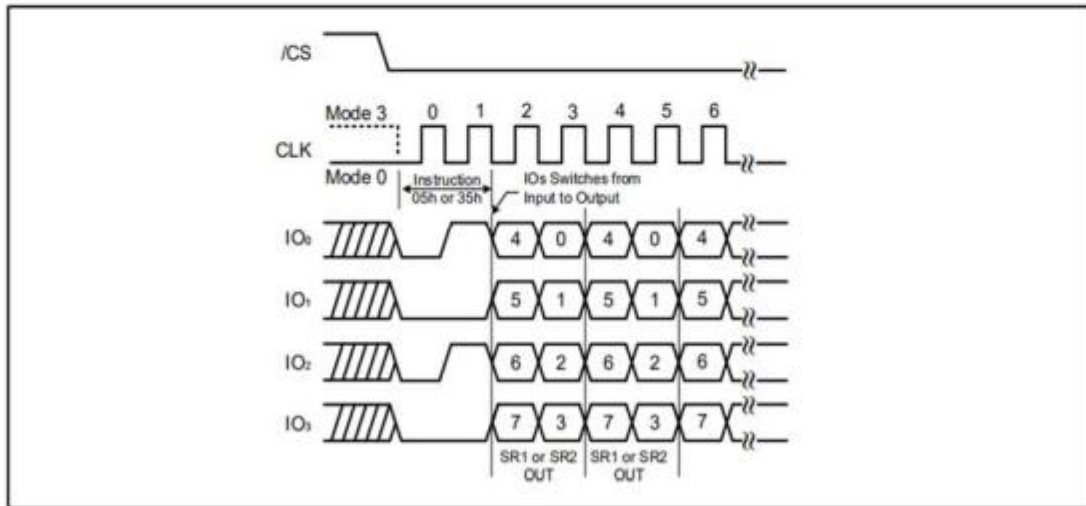 /CS
Mode 3 0 1 2 3 4 5 6
CLK
Mode 0 Instruction IOs Switches from
05h or 35h Input to Output
IO₀ 4 0 4 0 4
IO₁ 5 1 5 1 5
IO₂ 6 2 6 2 6
IO₃ 7 3 7 3 7
SR1 or SR2 SR1 or SR2
OUT OUT